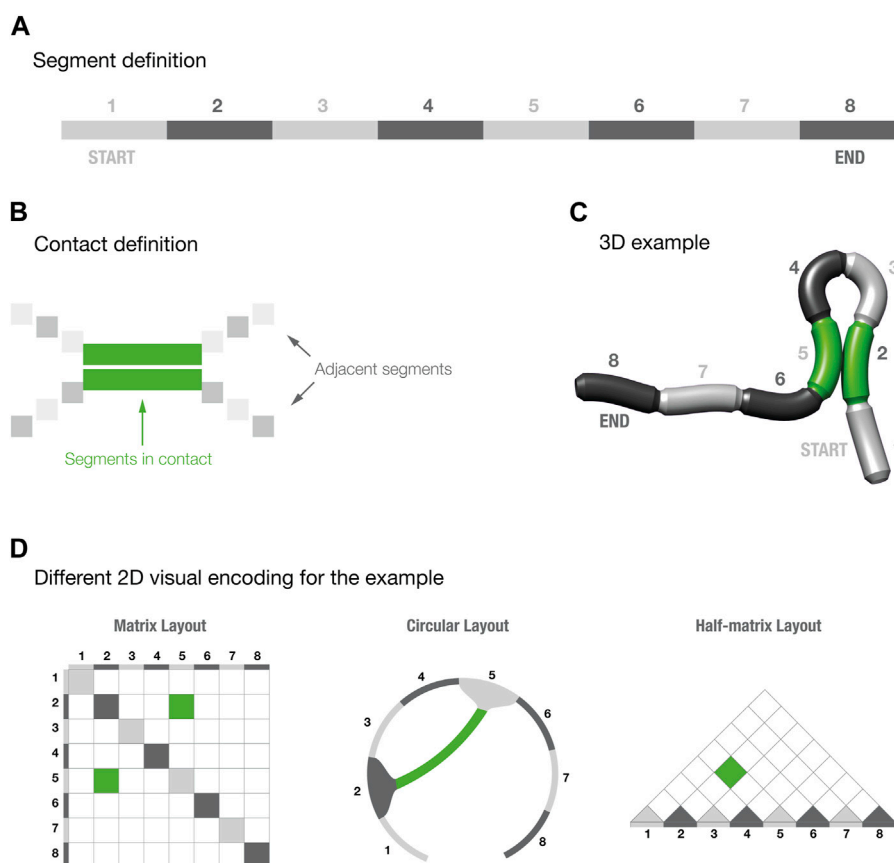 A
Segment definition
1 2 3 4 5 6 7 8
START END
B
Contact definition
Adjacent segments
Segments in contact
C
3D example
4 3
5 2
8 7 6
END
START
D
Different 2D visual encoding for the example
Matrix Layout
1 2 3 4 5 6 7 8
1
2
3
4
5
6
7
8
Circular Layout
4 5
3 6
2 7
1 8
Half-matrix Layout
1 2 3 4 5 6 7 8